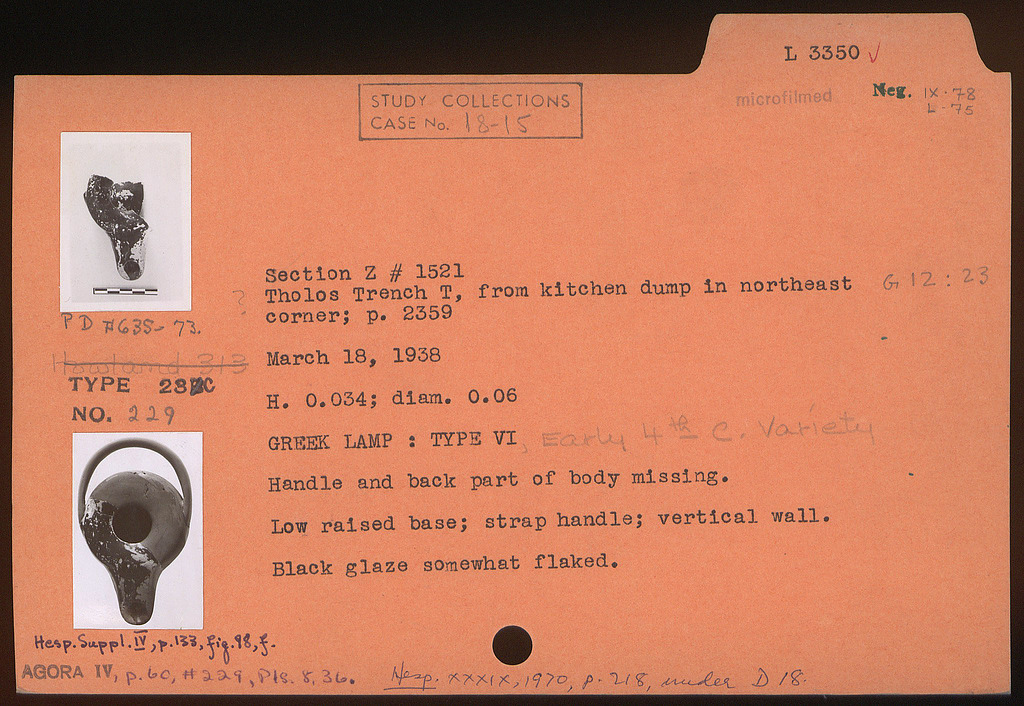 L 3350 ✓
microfilmed
Neg. IX-78
L-75
STUDY COLLECTIONS
CASE No. 18-15
Section Z # 1521
? Tholos Trench T, from kitchen dump in northeast G 12:23
corner; p. 2359
PD #635-73.
Howland 313
March 18, 1938
TYPE 23 C
NO. 229
H. 0.034; diam. 0.06
GREEK LAMP : TYPE VI, Early 4th C. Variety
Handle and back part of body missing.
Low raised base; strap handle; vertical wall.
Black glaze somewhat flaked.
Hesp. Suppl. IV, p. 133, fig. 98, f.
AGORA IV, p. 60, #229, Pls. 8, 36.
Hesp. XXXIX, 1970, p. 218, under D 18.